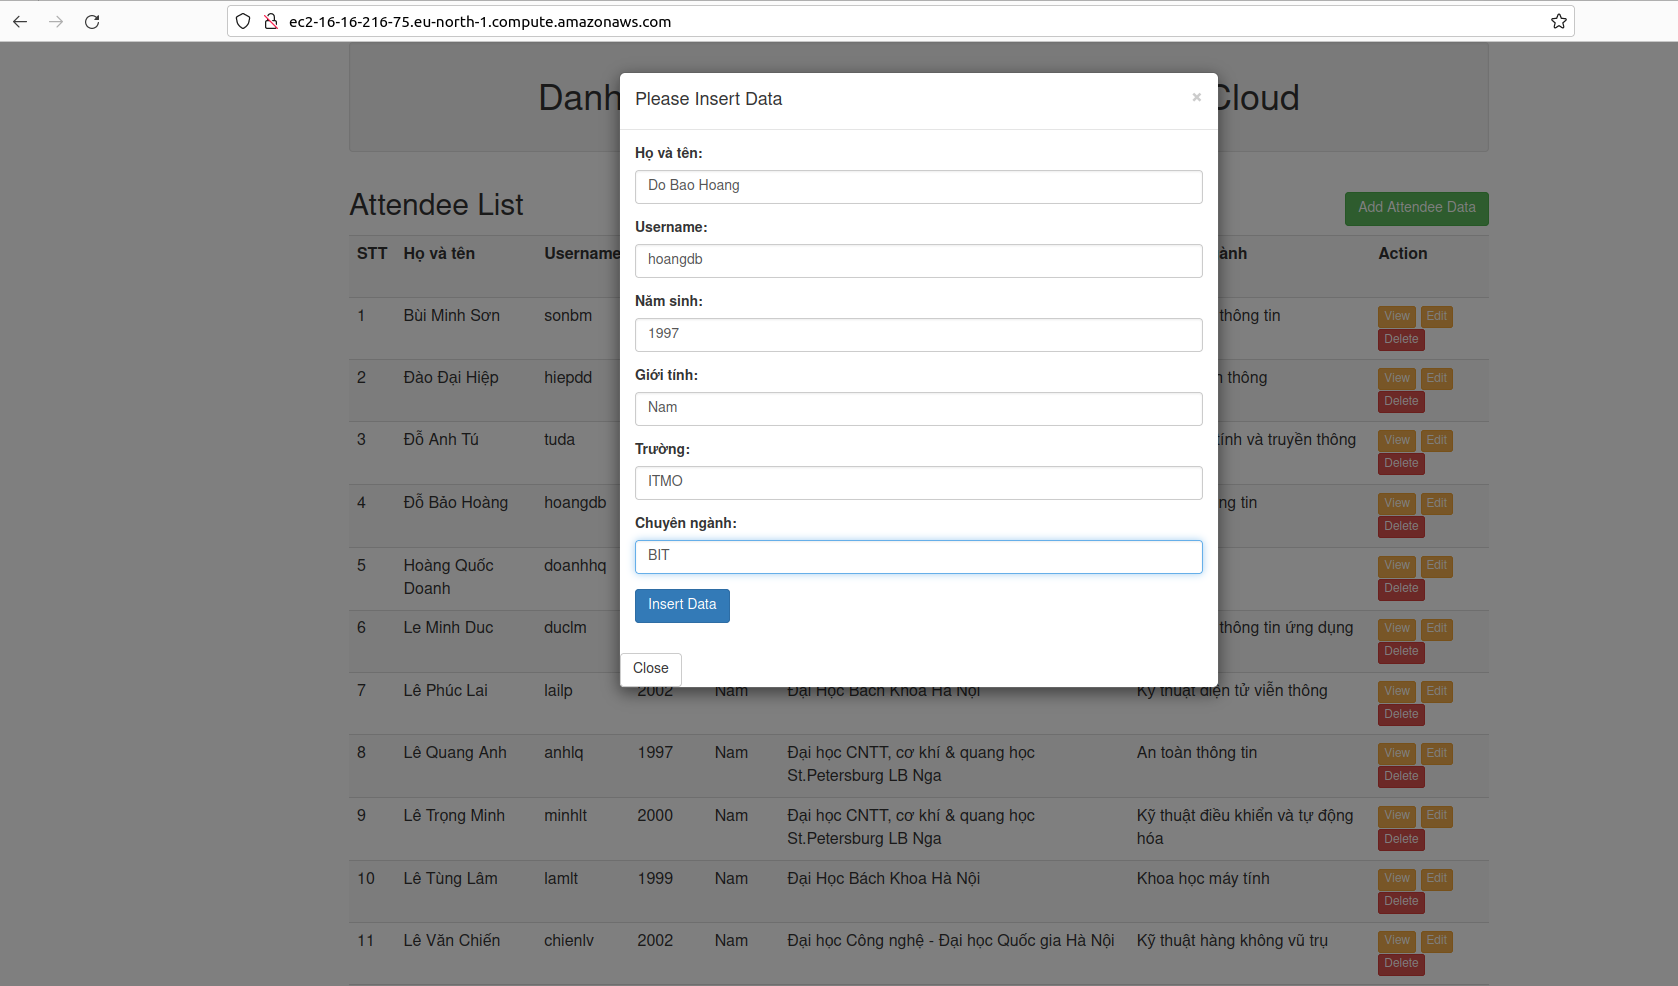 ec2-16-16-216-75.eu-north-1.compute.amazonaws.com
Danh Cloud
Please Insert Data ×
Họ và tên:
Do Bao Hoang
Username:
hoangdb
Năm sinh:
1997
Giới tính:
Nam
Trường:
ITMO
Chuyên ngành:
BIT
Insert Data
Close
Attendee List Add Attendee Data
STT Họ và tên Username ành Action
1 Bùi Minh Sơn sonbm thông tin View Edit
Delete
2 Đào Đại Hiệp hiepdd thông View Edit
Delete
3 Đỗ Anh Tú tuda tính và truyền thông View Edit
Delete
4 Đỗ Bảo Hoàng hoangdb tin View Edit
Delete
5 Hoàng Quốc doanhhq View Edit
Doanh Delete
6 Le Minh Duc duclm thông tin ứng dụng View Edit
Delete
7 Lê Phúc Lai lailp 2002 Nam Đại Học Bách Khoa Hà Nội Kỹ thuật điện tử viễn thông View Edit
Delete
8 Lê Quang Anh anhlq 1997 Nam Đại học CNTT, cơ khí & quang học An toàn thông tin View Edit
St.Petersburg LB Nga Delete
9 Lê Trọng Minh minhlt 2000 Nam Đại học CNTT, cơ khí & quang học Kỹ thuật điều khiển và tự động View Edit
St.Petersburg LB Nga hóa Delete
10 Lê Tùng Lâm lamlt 1999 Nam Đại Học Bách Khoa Hà Nội Khoa học máy tính View Edit
Delete
11 Lê Văn Chiến chienlv 2002 Nam Đại học Công nghệ - Đại học Quốc gia Hà Nội Kỹ thuật hàng không vũ trụ View Edit
Delete